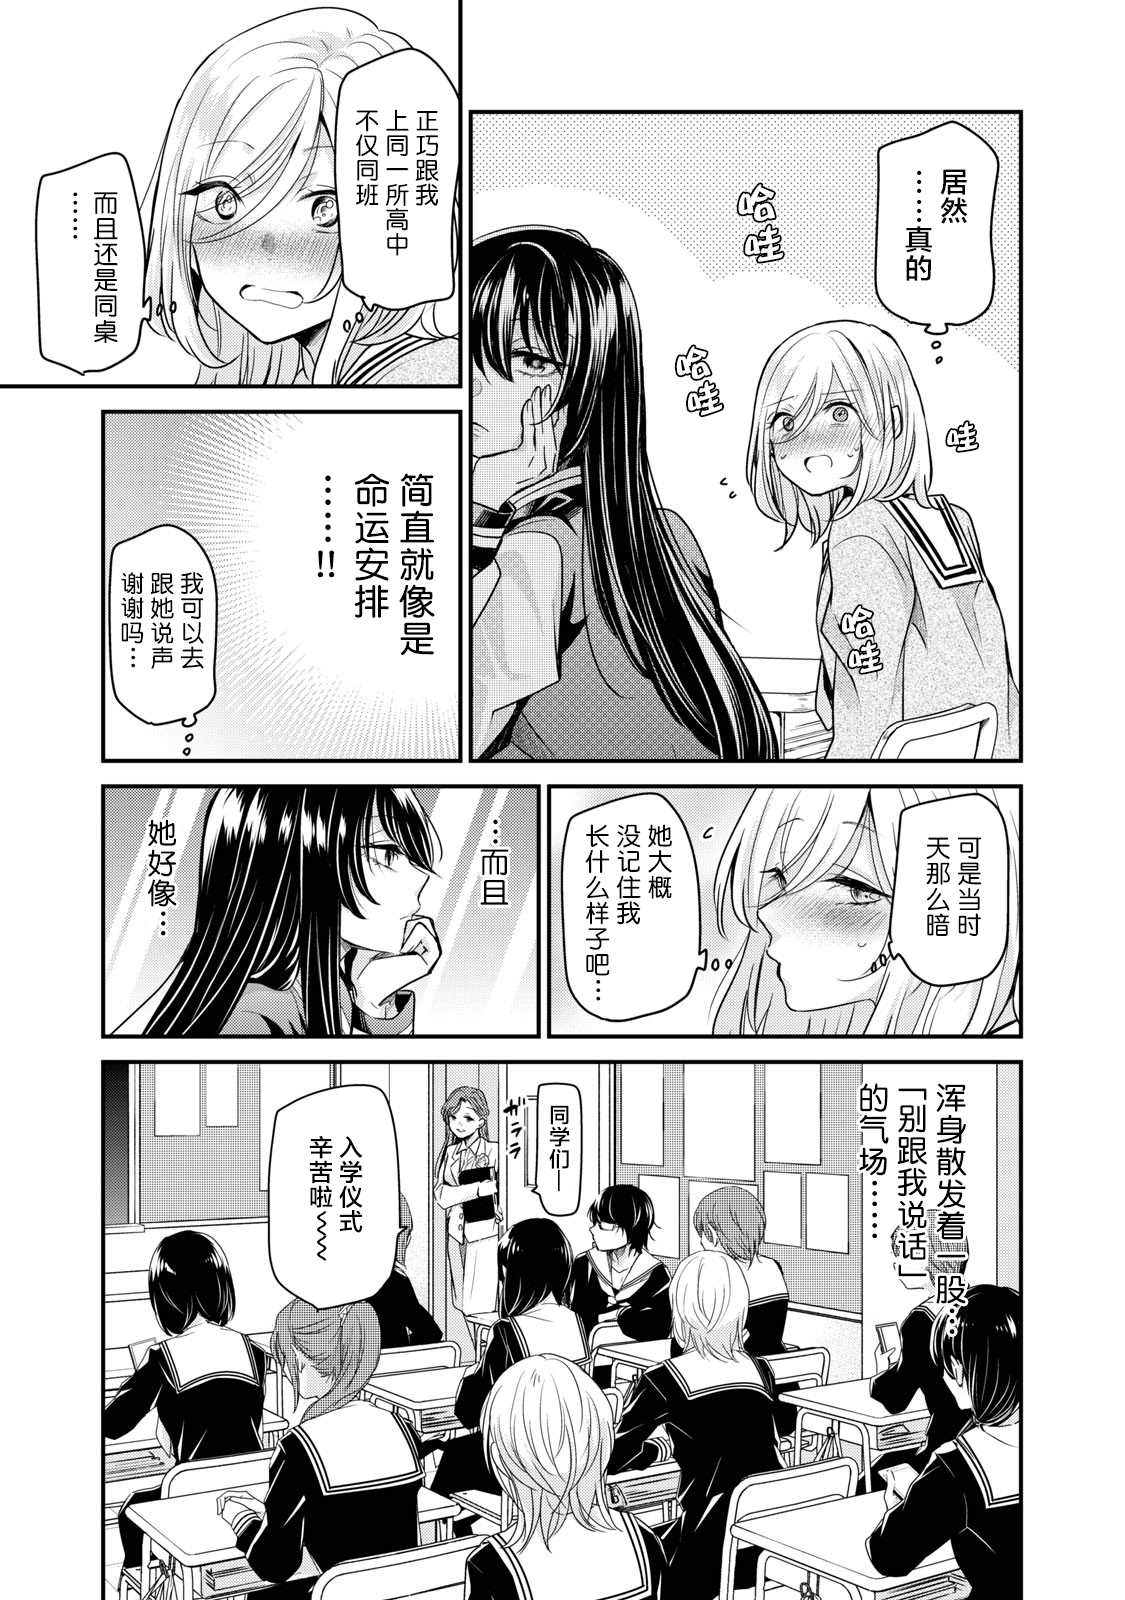 居然
……真的
哈哇
哈哇
哇
哈哇
正巧跟我
上同一所高中
不仅同班
而且还是同桌
……
简直就像是
命运安排
……!!
我可以去
跟她说声
谢谢吗…
可是当时
天那么暗
她大概
没记住我
长什么样子吧…
…而且
她好像…
浑身散发着一股…
「别跟我说话」
的气场……
ガララ
同学们—
入学仪式
辛苦啦~~